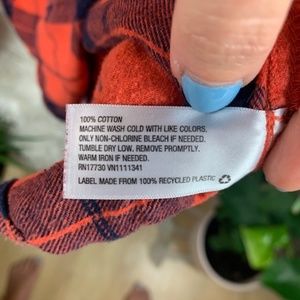 100% COTTON
MACHINE WASH COLD WITH LIKE COLORS.
ONLY NON-CHLORINE BLEACH IF NEEDED.
TUMBLE DRY LOW. REMOVE PROMPTLY.
WARM IRON IF NEEDED.
RN17730 VN1111341
LABEL MADE FROM 100% RECYCLED PLASTIC